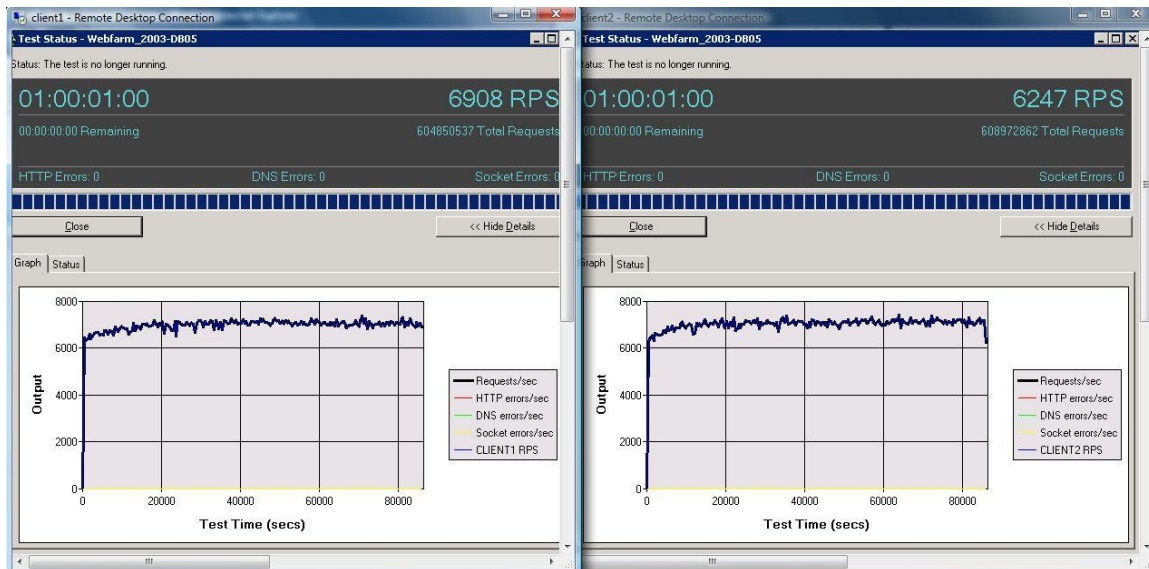 client1 - Remote Desktop Connection
Test Status - Webfarm_2003-DB05
Status: The test is no longer running.
01:00:01:00
6908 RPS
00:00:00:00 Remaining
604850537 Total Requests
HTTP Errors: 0
DNS Errors: 0
Socket Errors: 0
Close
<< Hide Details
Graph
Status
8000
6000
4000
2000
0
Output
0
20000
40000
60000
80000
Test Time (secs)
Requests/sec
HTTP errors/sec
DNS errors/sec
Socket errors/sec
CLIENT1 RPS
client2 - Remote Desktop Connection
Test Status - Webfarm_2003-DB05
tatus: The test is no longer running.
01:00:01:00
6247 RPS
00:00:00:00 Remaining
608972862 Total Requests
HTTP Errors: 0
DNS Errors: 0
Socket Errors: 0
Close
<< Hide Details
Graph
Status
8000
6000
4000
2000
0
Output
0
20000
40000
60000
80000
Test Time (secs)
Requests/sec
HTTP errors/sec
DNS errors/sec
Socket errors/sec
CLIENT2 RPS